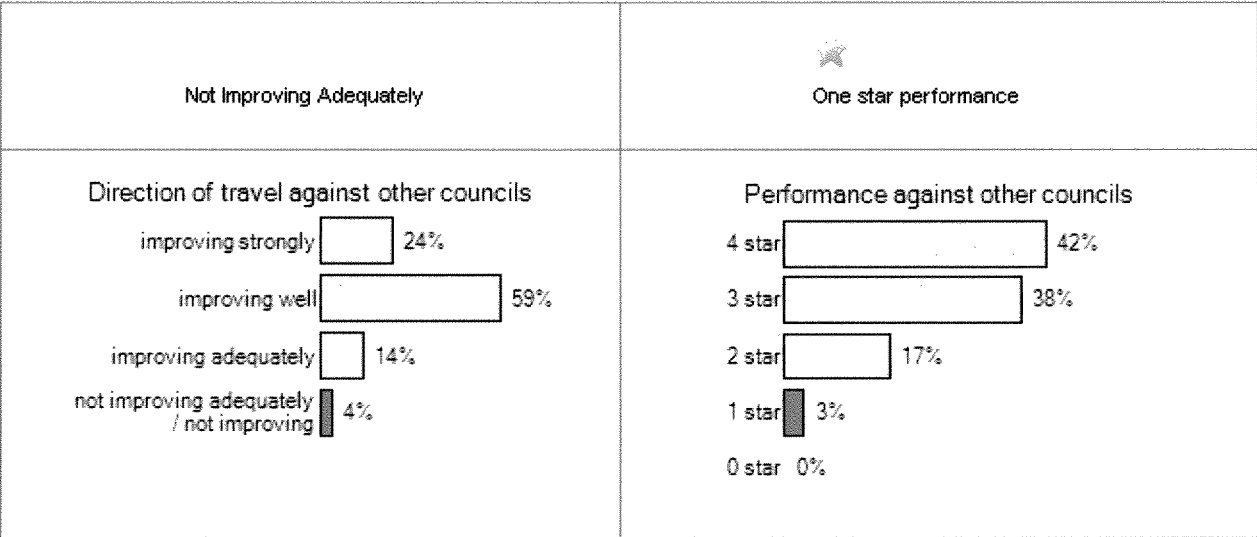 Not Improving Adequately
One star performance
Direction of travel against other councils
improving strongly 24%
improving well 59%
improving adequately 14%
not improving adequately
/ not improving 4%
Performance against other councils
4 star 42%
3 star 38%
2 star 17%
1 star 3%
0 star 0%